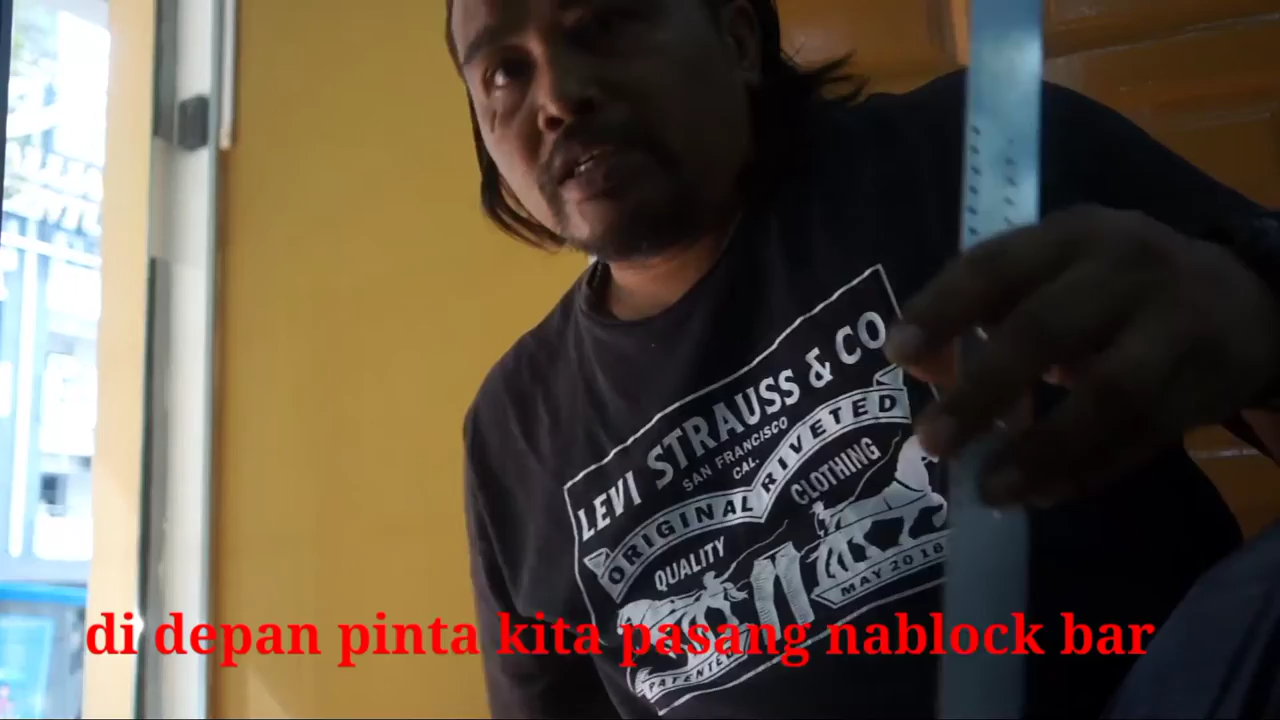 LEVI STRAUSS & CO
SAN FRANCISCO
CAL.
ORIGINAL RIVETED
QUALITY
CLOTHING
MAY 2018
PATENTED
di depan pinta kita pasang nablock bar